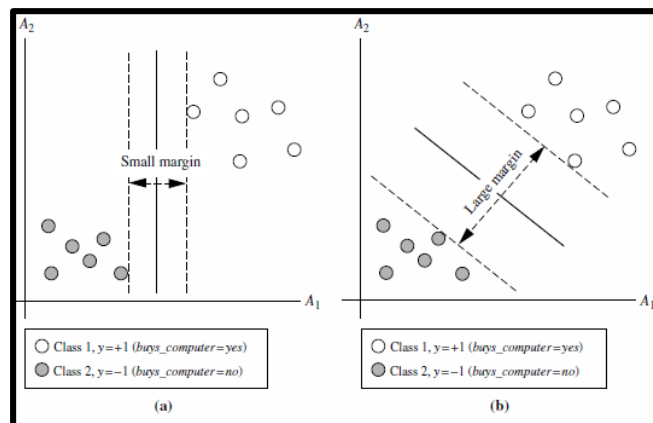 A2
Small margin
A1
Class 1, y=+1 (buys_computer=yes)
Class 2, y=−1 (buys_computer=no)
(a)
A2
Large margin
A1
Class 1, y=+1 (buys_computer=yes)
Class 2, y=−1 (buys_computer=no)
(b)